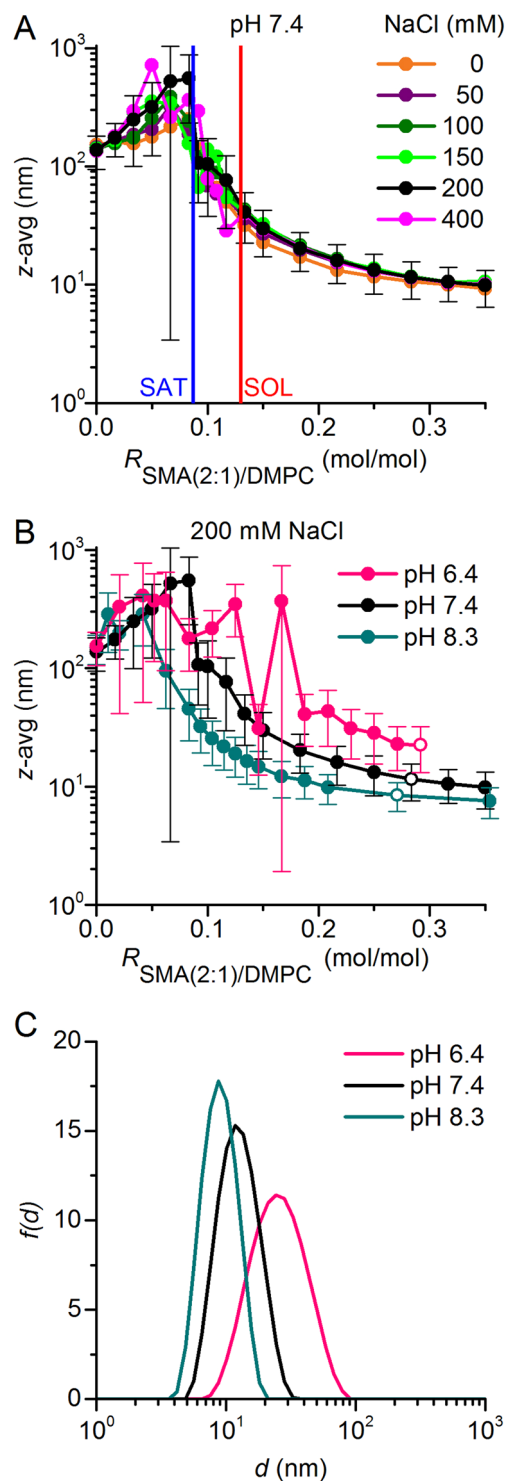 A
pH 7.4
NaCl (mM)
0
50
100
150
200
400
z-avg (nm)
10³
10²
10¹
10⁰
SAT
SOL
0.0
0.1
0.2
0.3
R SMA(2:1)/DMPC (mol/mol)
B
200 mM NaCl
pH 6.4
pH 7.4
pH 8.3
z-avg (nm)
10³
10²
10¹
10⁰
0.0
0.1
0.2
0.3
R SMA(2:1)/DMPC (mol/mol)
C
pH 6.4
pH 7.4
pH 8.3
f(d)
20
15
10
5
0
10⁰
10¹
10²
10³
d (nm)